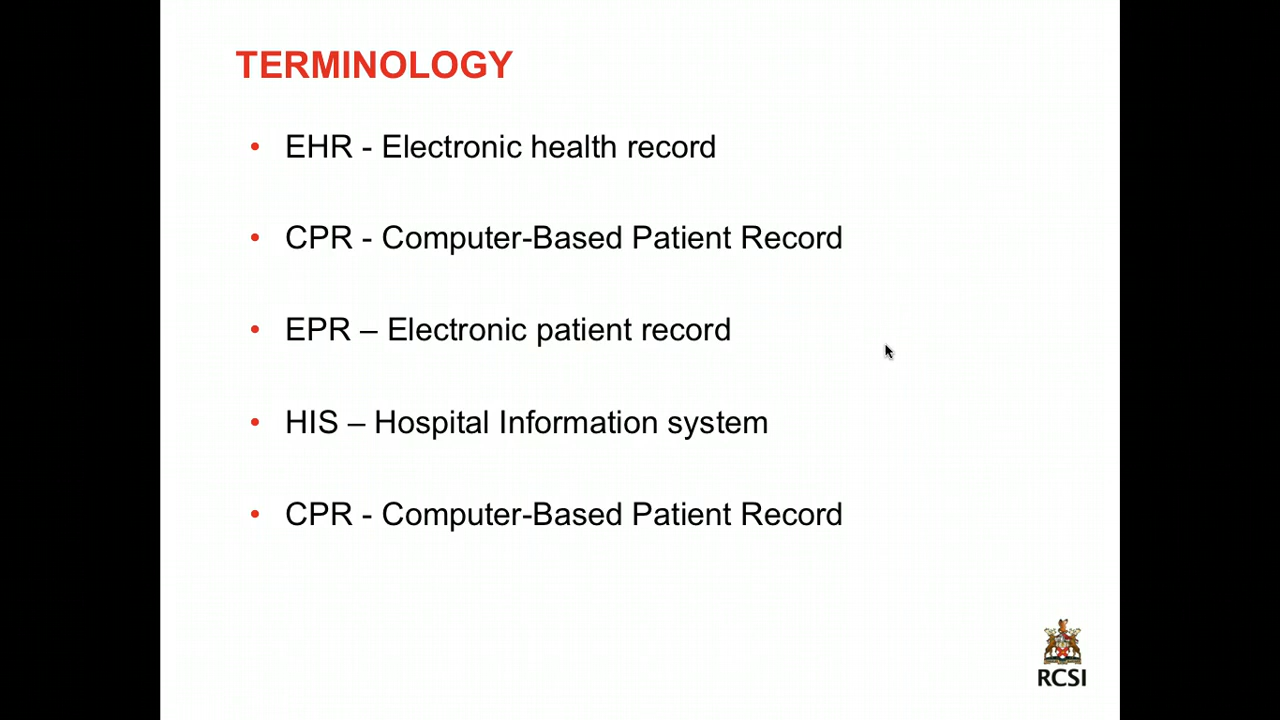 TERMINOLOGY
• EHR - Electronic health record
• CPR - Computer-Based Patient Record
• EPR – Electronic patient record
• HIS – Hospital Information system
• CPR - Computer-Based Patient Record
RCSI